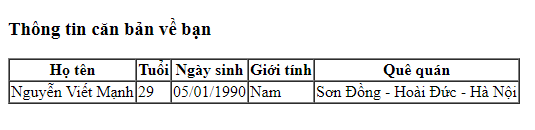 Thông tin căn bản về bạn
Họ tên Tuổi Ngày sinh Giới tính Quê quán
Nguyễn Viết Mạnh 29 05/01/1990 Nam Sơn Đồng - Hoài Đức - Hà Nội